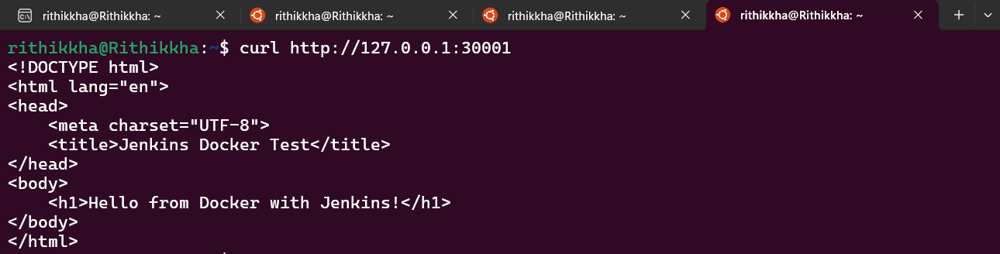 rithikkha@Rithikkha: ~
rithikkha@Rithikkha: ~
rithikkha@Rithikkha: ~
rithikkha@Rithikkha: ~
rithikkha@Rithikkha:~$ curl http://127.0.0.1:30001
<!DOCTYPE html>
<html lang="en">
<head>
    <meta charset="UTF-8">
    <title>Jenkins Docker Test</title>
</head>
<body>
    <h1>Hello from Docker with Jenkins!</h1>
</body>
</html>